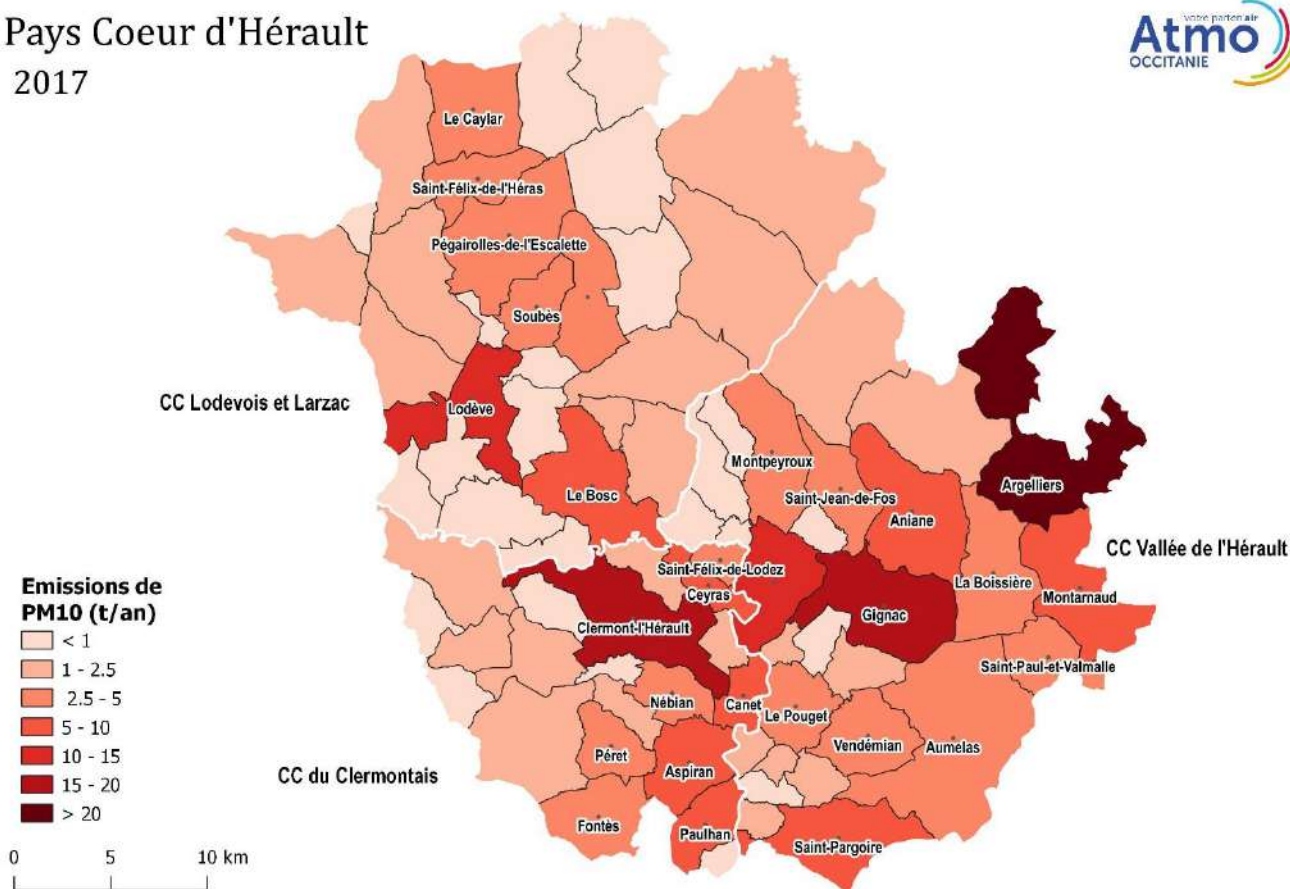 Pays Coeur d'Hérault
2017
votre parten'air
Atmo
OCCITANIE
Le Caylar
Saint-Félix-de-l'Héras
Pégairolles-de-l'Escalette
Soubès
CC Lodevois et Larzac
Lodève
Le Bosc
Montpeyroux
Saint-Jean-de-Fos
Aniane
Argelliers
CC Vallée de l'Hérault
Saint-Félix-de-Lodez
Ceyras
La Boissière
Montarnaud
Clermont-l'Hérault
Gignac
Saint-Paul-et-Valmalle
Nébian
Canet
Le Pouget
Vendémian
Aumelas
Péret
Aspiran
CC du Clermontais
Fontès
Paulhan
Saint-Pargoire
Emissions de
PM10 (t/an)
< 1
1 - 2.5
2.5 - 5
5 - 10
10 - 15
15 - 20
> 20
0 5 10 km